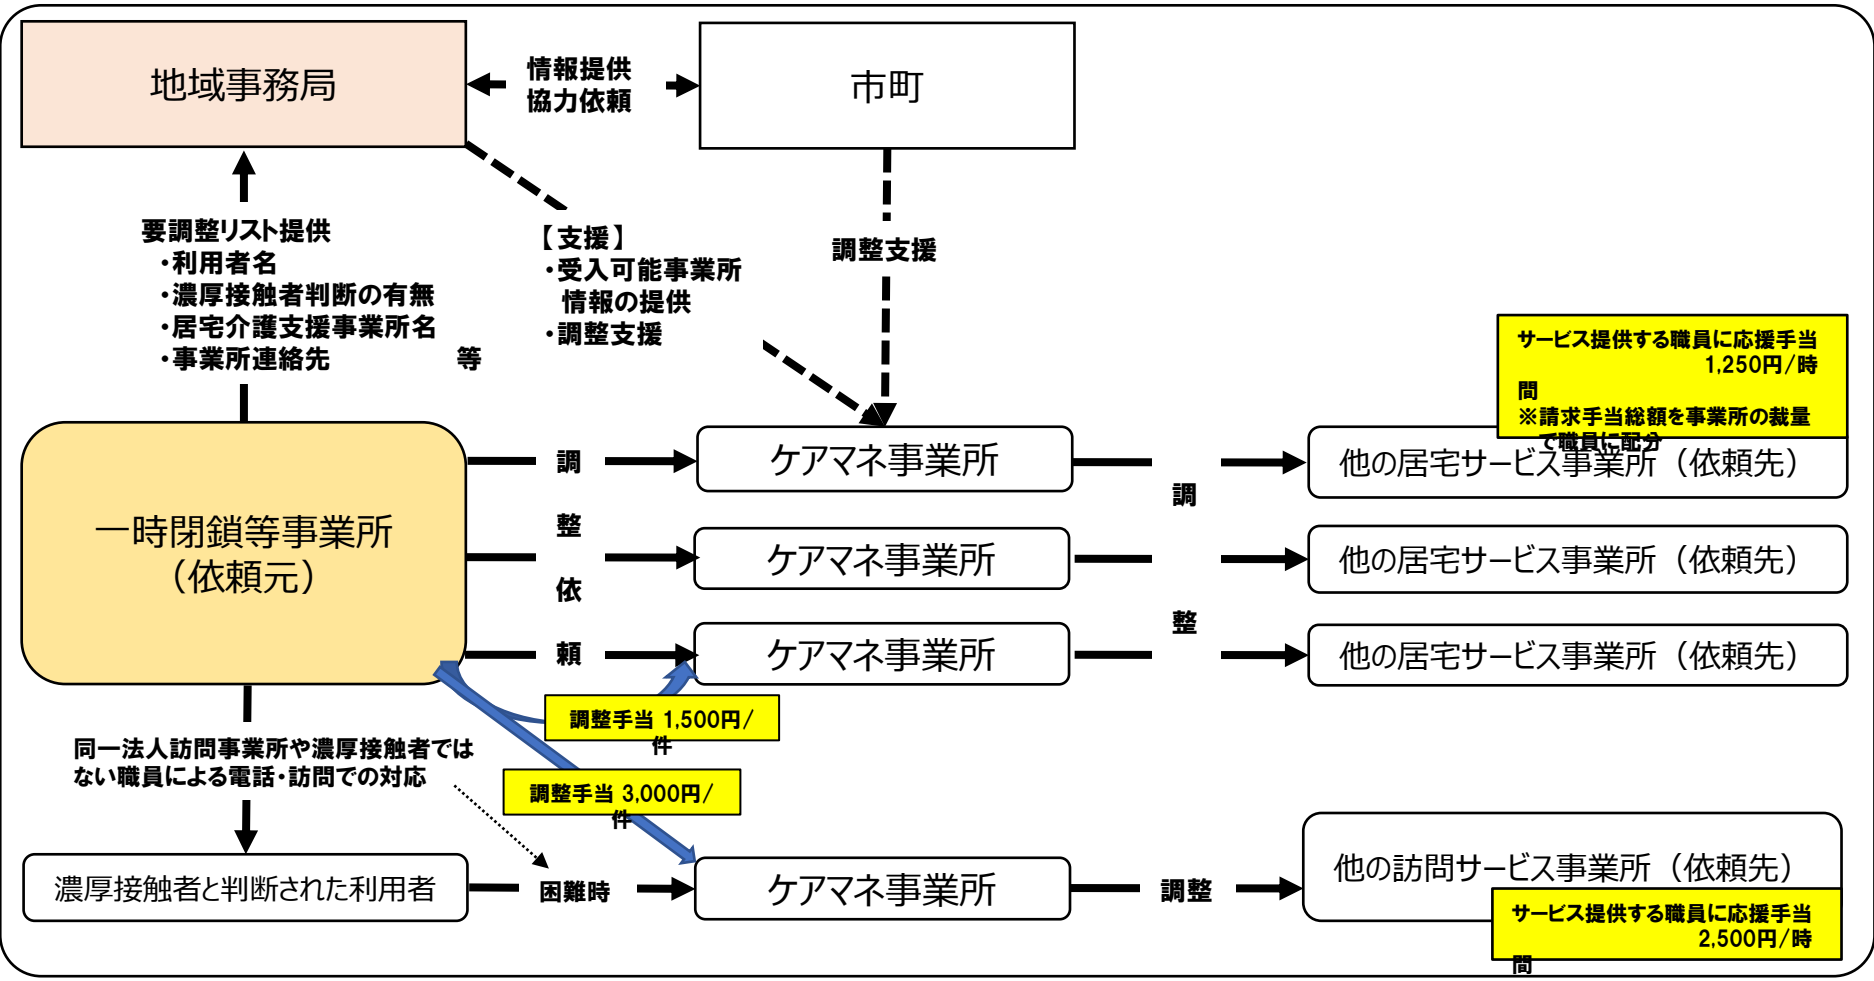 地域事務局
情報提供
協力依頼
市町
要調整リスト提供
・利用者名
・濃厚接触者判断の有無
・居宅介護支援事業所名
・事業所連絡先 等
【支援】
・受入可能事業所
情報の提供
・調整支援
調整支援
サービス提供する職員に応援手当
1,250円/時
間
※請求手当総額を事業所の裁量
で職員に配分
一時閉鎖等事業所
（依頼元）
調
整
依
頼
ケアマネ事業所
ケアマネ事業所
ケアマネ事業所
調
整
他の居宅サービス事業所（依頼先）
他の居宅サービス事業所（依頼先）
他の居宅サービス事業所（依頼先）
調整手当 1,500円/
件
調整手当 3,000円/
件
同一法人訪問事業所や濃厚接触者では
ない職員による電話・訪問での対応
濃厚接触者と判断された利用者
困難時
ケアマネ事業所
調整
他の訪問サービス事業所（依頼先）
サービス提供する職員に応援手当
2,500円/時
間